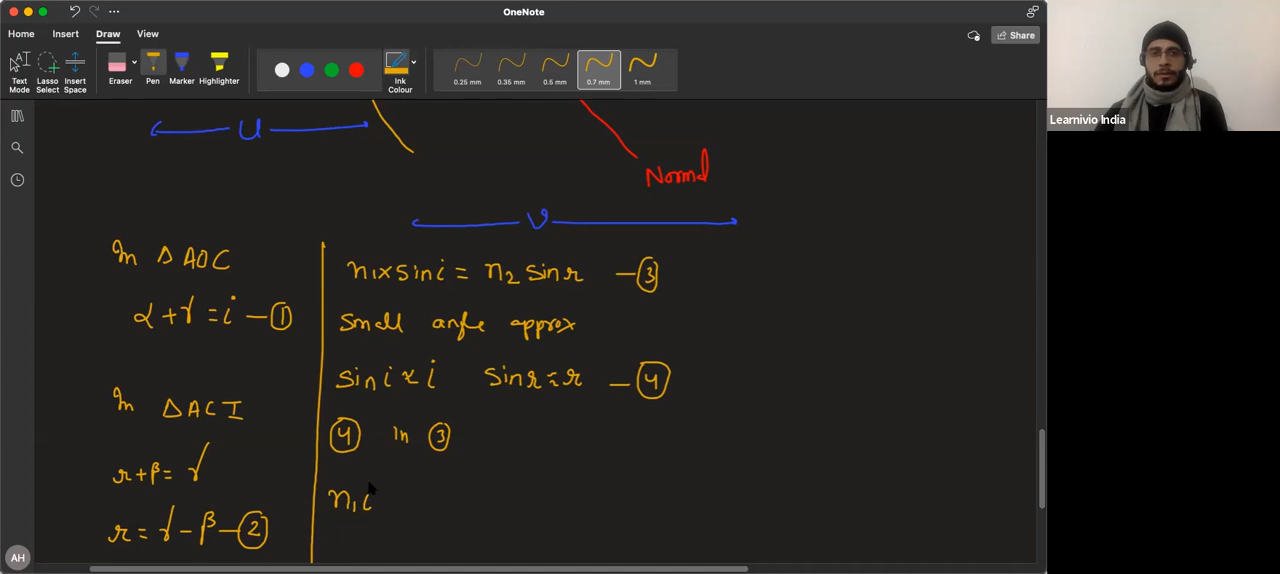 OneNote
Home Insert Draw View
Share
Text Mode Lasso Select Insert Space Eraser Pen Marker Highlighter Ink Colour 0.25 mm 0.35 mm 0.5 mm 0.7 mm 1 mm
Learnivio India
u
Normal
v
In Δ AOC
α + γ = i — ①
In Δ ACI
r + β = γ
r = γ - β — ②
n₁ x sin i = n₂ sin r — ③
Small angle approx
sin i ≈ i sin r ≈ r — ④
④ in ③
n₁ i
AH